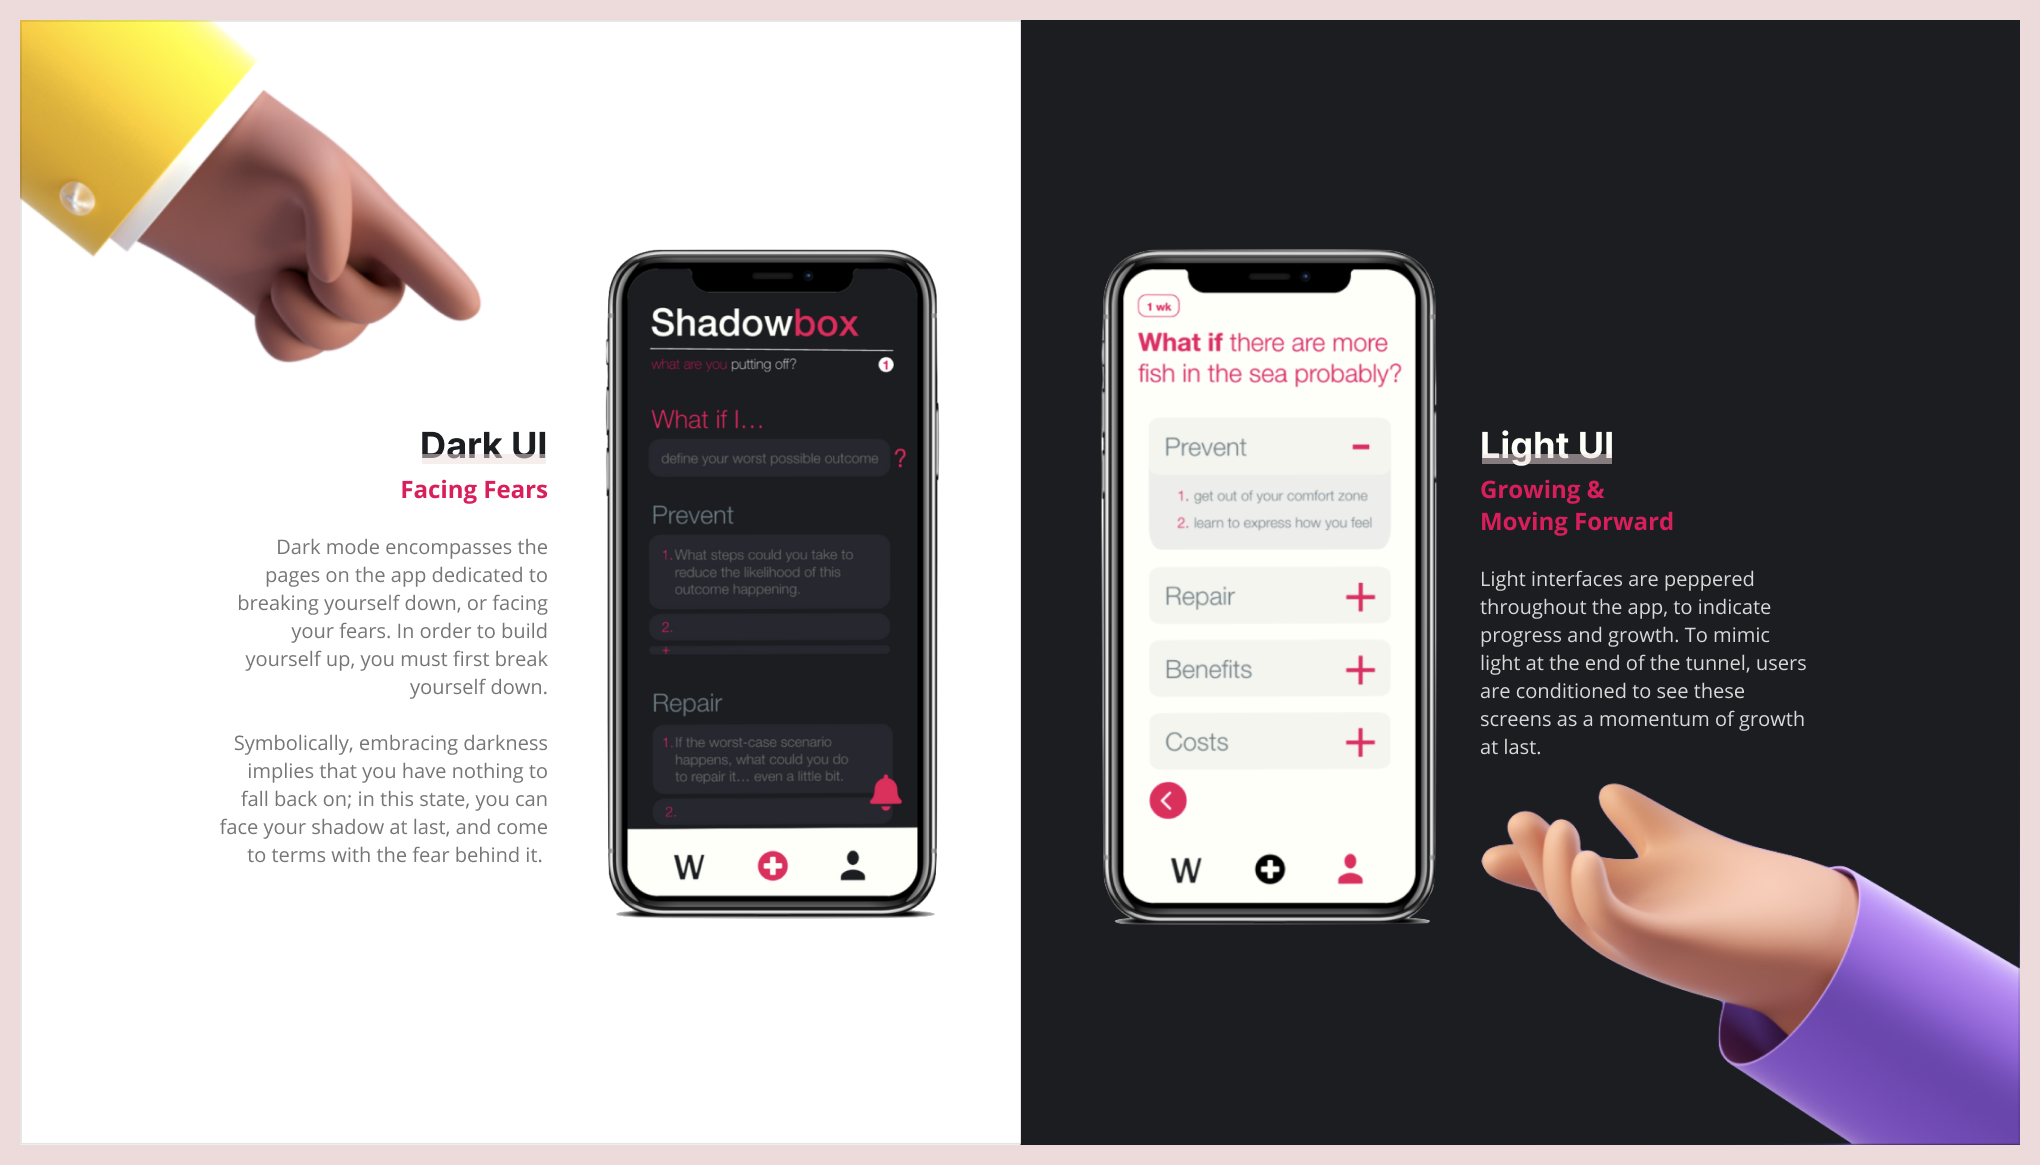 Dark UI
Facing Fears
Dark mode encompasses the
pages on the app dedicated to
breaking yourself down, or facing
your fears. In order to build
yourself up, you must first break
yourself down.
Symbolically, embracing darkness
implies that you have nothing to
fall back on; in this state, you can
face your shadow at last, and come
to terms with the fear behind it.
Shadowbox
what are you putting off?
1
What if I...
define your worst possible outcome
?
Prevent
1. What steps could you take to
reduce the likelihood of this
outcome happening.
2.
+
Repair
1. If the worst-case scenario
happens, what could you do
to repair it... even a little bit.
2.
W
1 wk
What if there are more
fish in the sea probably?
Prevent
1. get out of your comfort zone
2. learn to express how you feel
Repair
Benefits
Costs
W
Light UI
Growing &
Moving Forward
Light interfaces are peppered
throughout the app, to indicate
progress and growth. To mimic
light at the end of the tunnel, users
are conditioned to see these
screens as a momentum of growth
at last.